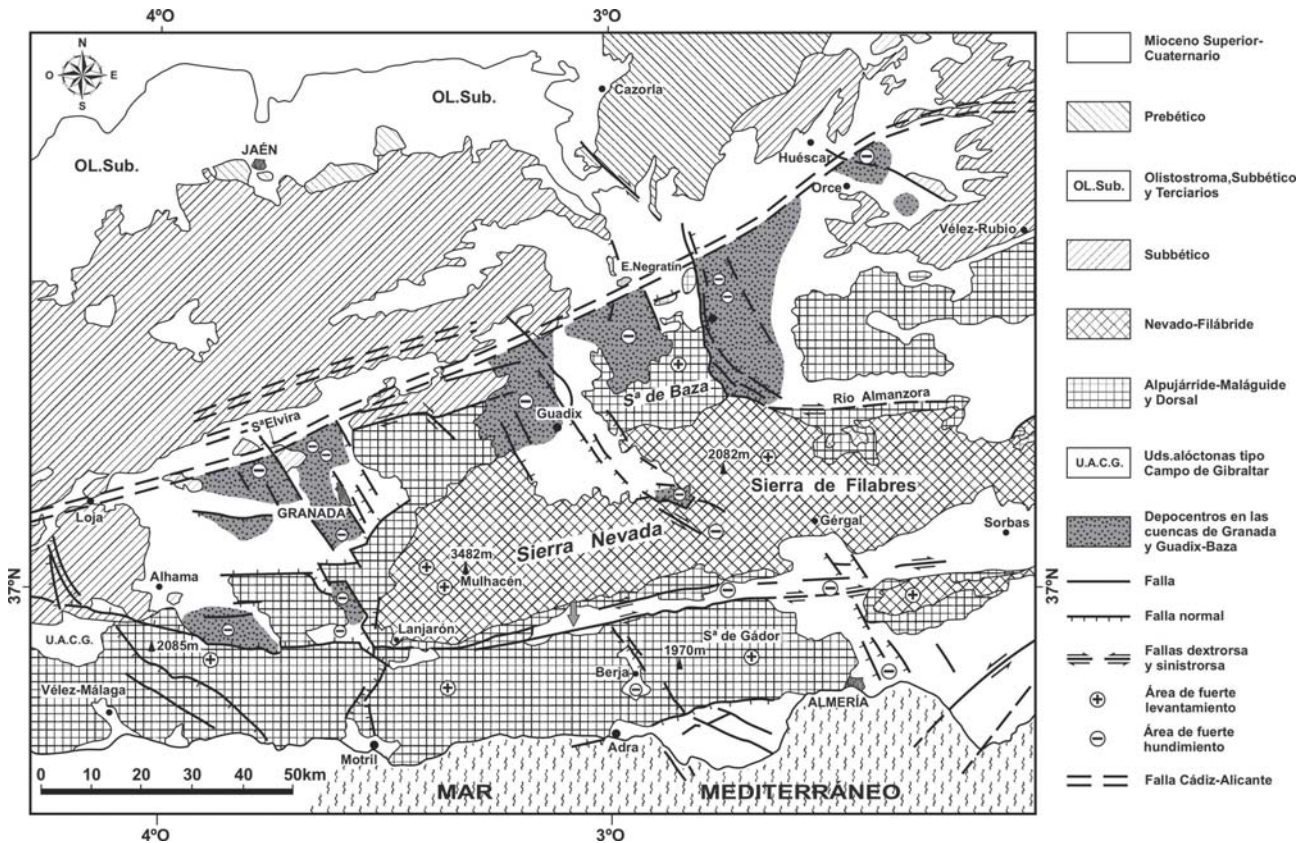 4ºO
3ºO
N
O
E
S
OL.Sub.
Cazorla
OL.Sub.
JAÉN
Huéscar
Orce
Vélez-Rubio
E.Negratín
Sª de Baza
Río Almanzora
SªElvira
Guadix
2082m
Sierra de Filabres
GRANADA
Loja
Gérgal
Sorbas
Sierra Nevada
3482m
Mulhacén
37ºN
Alhama
37ºN
Lanjarón
U.A.C.G.
2085m
Sª de Gádor
1970m
Berja
Vélez-Málaga
ALMERÍA
Adra
Motril
0 10 20 30 40 50km
MAR MEDITERRÁNEO
4ºO
3ºO
Mioceno Superior-
Cuaternario
Prebético
OL.Sub.
Olistostroma,Subbético
y Terciarios
Subbético
Nevado-Filábride
Alpujárride-Maláguide
y Dorsal
U.A.C.G.
Uds.alóctonas tipo
Campo de Gibraltar
Depocentros en las
cuencas de Granada
y Guadix-Baza
Falla
Falla normal
Fallas dextrorsa
y sinistrorsa
Área de fuerte
levantamiento
Área de fuerte
hundimiento
Falla Cádiz-Alicante